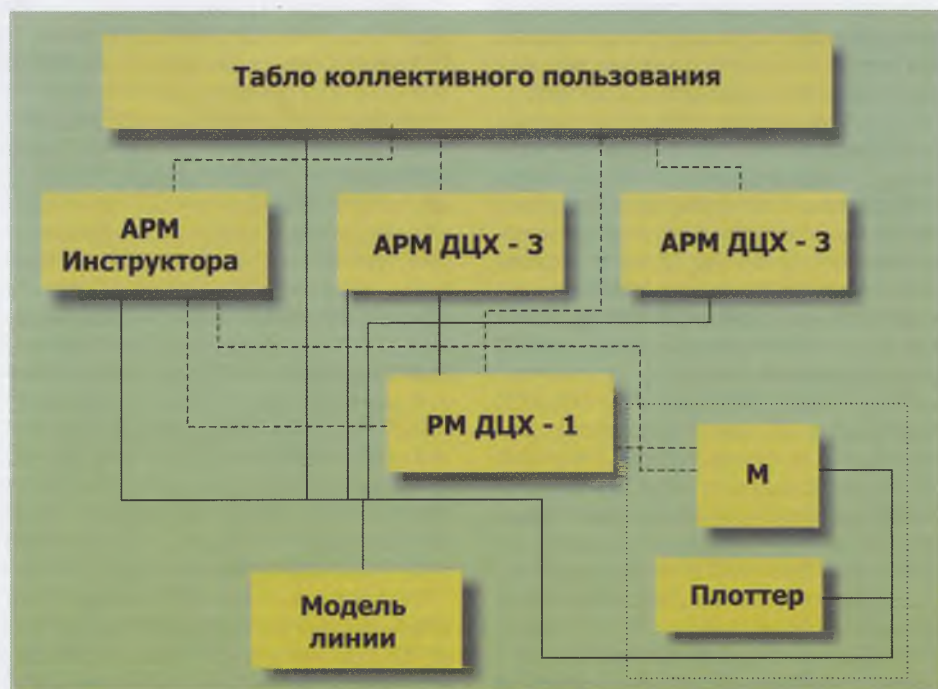 Табло коллективного пользования
АРМ
Инструктора
АРМ ДЦХ - 3
АРМ ДЦХ - 3
РМ ДЦХ - 1
М
Плоттер
Модель
линии